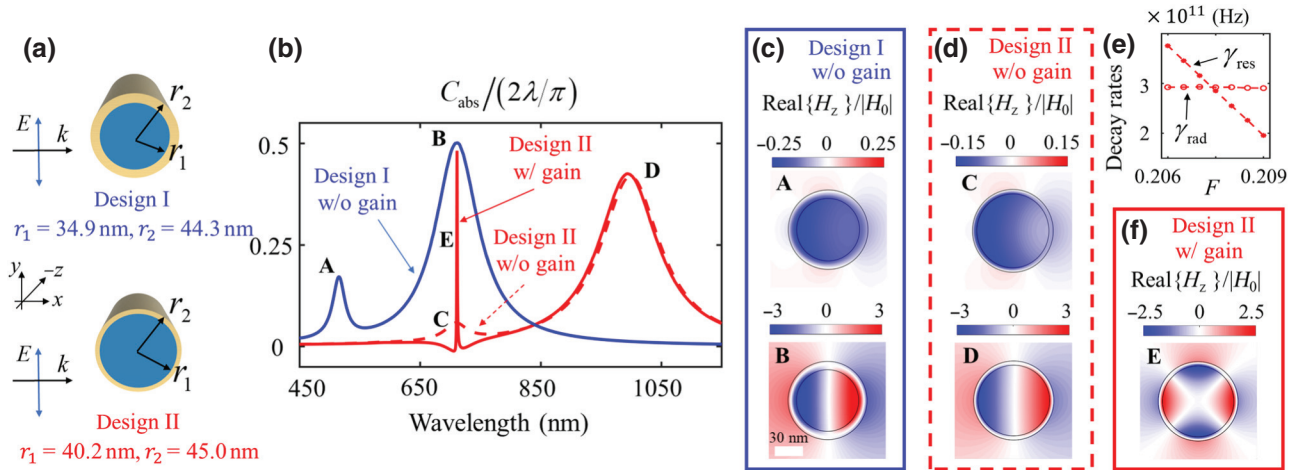 (a)
E
k
r₂
r₁
Design I
r₁ = 34.9 nm, r₂ = 44.3 nm
y
−z
x
E
k
r₂
r₁
Design II
r₁ = 40.2 nm, r₂ = 45.0 nm
(b)
C_abs/(2λ/π)
0.5
0.25
0
A
B
C
D
E
Design I
w/o gain
Design II
w/ gain
Design II
w/o gain
450
650
850
1050
Wavelength (nm)
(c)
Design I
w/o gain
Real{H_z}/|H₀|
−0.25 0 0.25
A
−3 0 3
B
30 nm
(d)
Design II
w/o gain
Real{H_z}/|H₀|
−0.15 0 0.15
C
−3 0 3
D
(e)
× 10¹¹ (Hz)
Decay rates
3
2
γ_res
γ_rad
0.206
F
0.209
(f)
Design II
w/ gain
Real{H_z}/|H₀|
−2.5 0 2.5
E